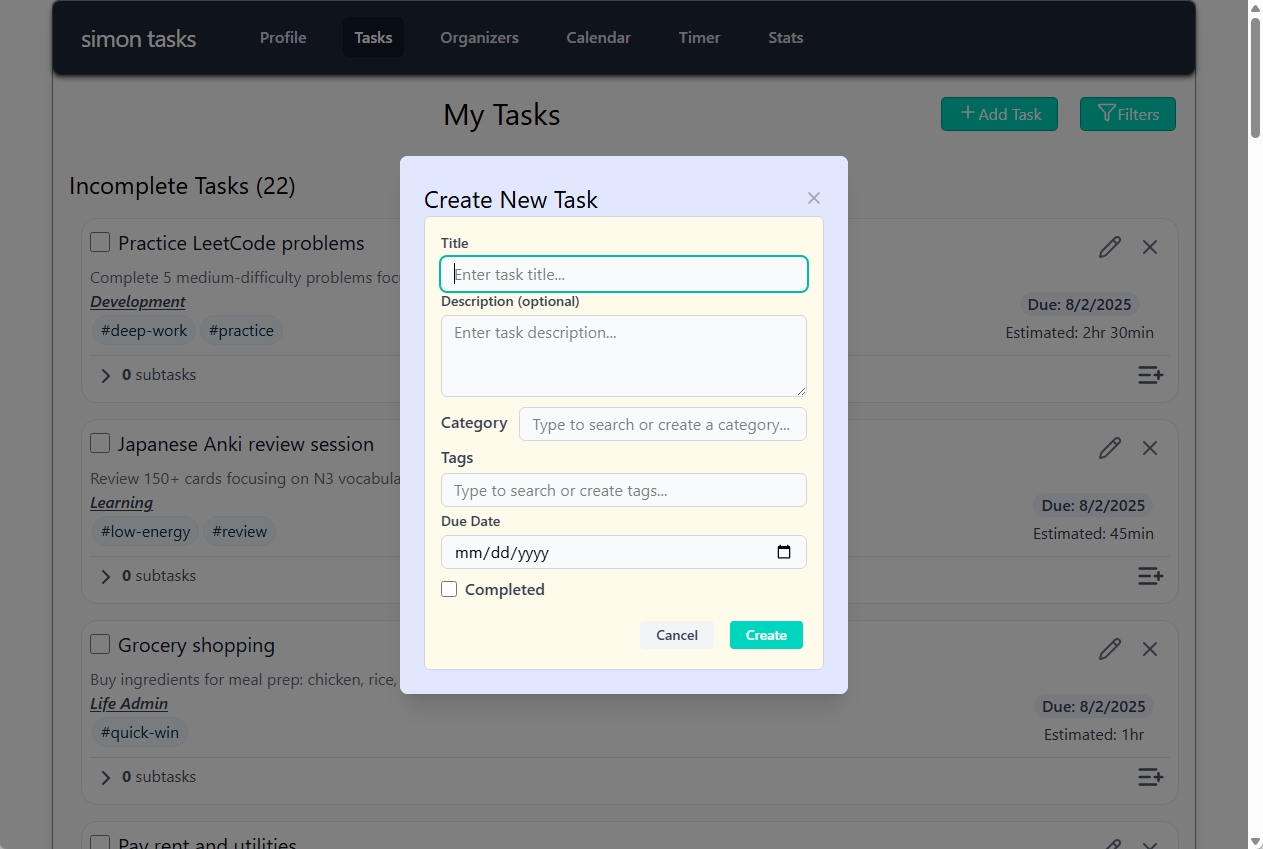 simon tasks Profile Tasks Organizers Calendar Timer Stats
My Tasks
+ Add Task
Filters
Incomplete Tasks (22)
Practice LeetCode problems
Complete 5 medium-difficulty problems
Development
#deep-work #practice
Due: 8/2/2025
Estimated: 2hr 30min
0 subtasks
Japanese Anki review session
Review 150+ cards focusing on N3
Learning
#low-energy #review
Due: 8/2/2025
Estimated: 45min
0 subtasks
Grocery shopping
Buy ingredients for meal prep: chicken, rice,
Life Admin
#quick-win
Due: 8/2/2025
Estimated: 1hr
0 subtasks
Pay rent and utilities
Create New Task
Title
Enter task title...
Description (optional)
Enter task description...
Category
Type to search or create a category...
Tags
Type to search or create tags...
Due Date
mm/dd/yyyy
Completed
Cancel
Create